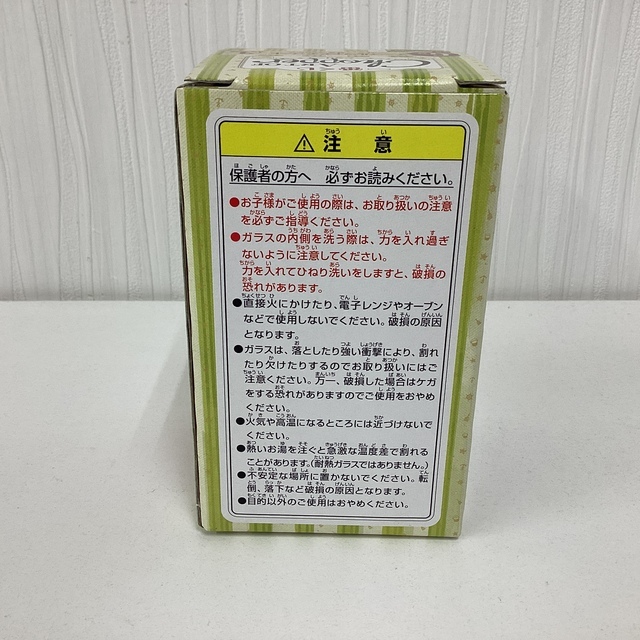 Chopper
⚠注意
保護者の方へ 必ずお読みください。
●お子様がご使用の際は、お取り扱いの注意
を必ずご指導ください。
●ガラスの内側を洗う際は、力を入れ過ぎ
ないように注意してください。
力を入れてひねり洗いをしますと、破損の
恐れがあります。
●直接火にかけたり、電子レンジやオーブン
などで使用しないでください。破損の原因
となります。
●ガラスは、落としたり強い衝撃により、割れ
たり欠けたりするのでお取り扱いにはご
注意ください。万一、破損した場合はケガ
をする恐れがありますのでご使用をおやめ
ください。
●火気や高温になるところには近づけないで
ください。
●熱いお湯を注ぐと急激な温度差で割れる
ことがあります。(耐熱ガラスではありません。)
●不安定な場所に置かないでください。転
倒、落下など破損の原因となります。
●目的以外のご使用はおやめください。